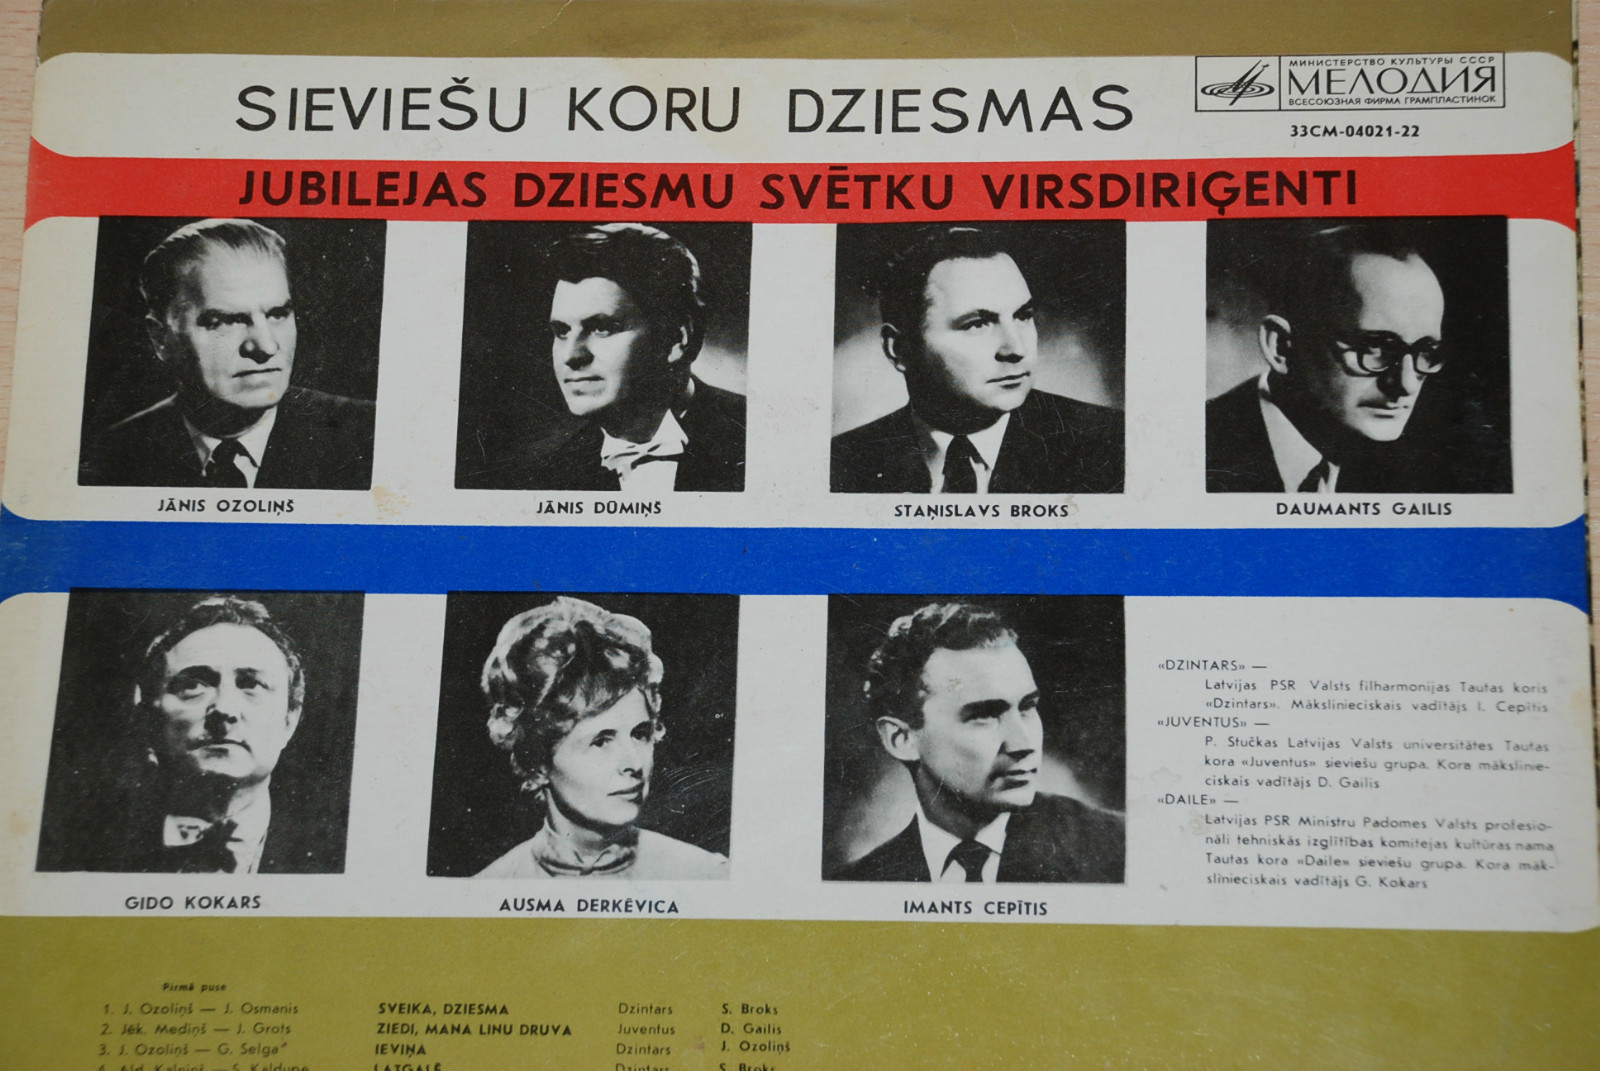 SIEVIEŠU KORU DZIESMAS
МИНИСТЕРСТВО КУЛЬТУРЫ СССР
МЕЛОДИЯ
ВСЕСОЮЗНАЯ ФИРМА ГРАМПЛАСТИНОК
33СМ-04021-22
JUBILEJAS DZIESMU SVĒTKU VIRSDIRIĢENTI
JĀNIS OZOLIŅŠ
JĀNIS DŪMIŅŠ
STAŅISLAVS BROKS
DAUMANTS GAILIS
GIDO KOKARS
AUSMA DERKĒVICA
IMANTS CEPĪTIS
«DZINTARS» —
Latvijas PSR Valsts filharmonijas Tautas koris
«Dzintars». Mākslinieciskais vadītājs I. Cepītis
«JUVENTUS» —
P. Stučkas Latvijas Valsts universitātes Tautas
kora «Juventus» sieviešu grupa. Kora mākslinie-
ciskais vadītājs D. Gailis
«DAILE» —
Latvijas PSR Ministru Padomes Valsts profesio-
nāli tehniskās izglītības komitejas kultūras nama
Tautas kora «Daile» sieviešu grupa. Kora māk-
slinieciskais vadītājs G. Kokars
Pirmā puse
1. J. Ozoliņš — J. Osmanis SVEIKA, DZIESMA Dzintars S. Broks
2. Jēk. Mediņš — J. Grots ZIEDI, MANA LINU DRUVA Juventus D. Gailis
3. J. Ozoliņš — G. Selga IEVIŅA Dzintars J. Ozoliņš
LATGALĒ Dzintars S. Broks